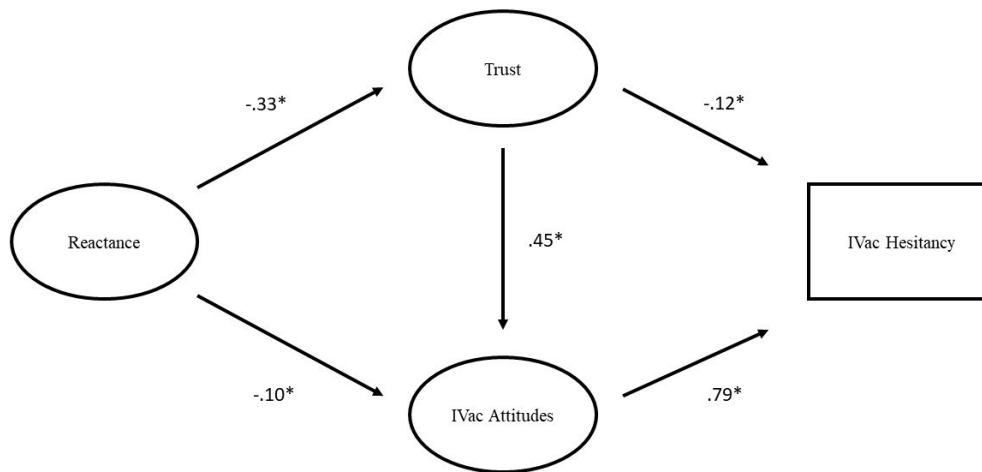 Trust
-.33*
-.12*
Reactance
.45*
IVac Hesitancy
-.10*
IVac Attitudes
.79*